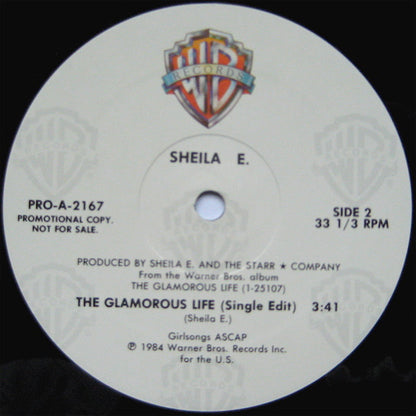 WB
RECORDS
SHEILA E.
PRO-A-2167
PROMOTIONAL COPY.
NOT FOR SALE.
SIDE 2
33 1/3 RPM
PRODUCED BY SHEILA E. AND THE STARR ★ COMPANY
From the Warner Bros. album
THE GLAMOROUS LIFE (1-25107)
THE GLAMOROUS LIFE (Single Edit) 3:41
(Sheila E.)
Girlsongs ASCAP
℗ 1984 Warner Bros. Records Inc.
for the U.S.